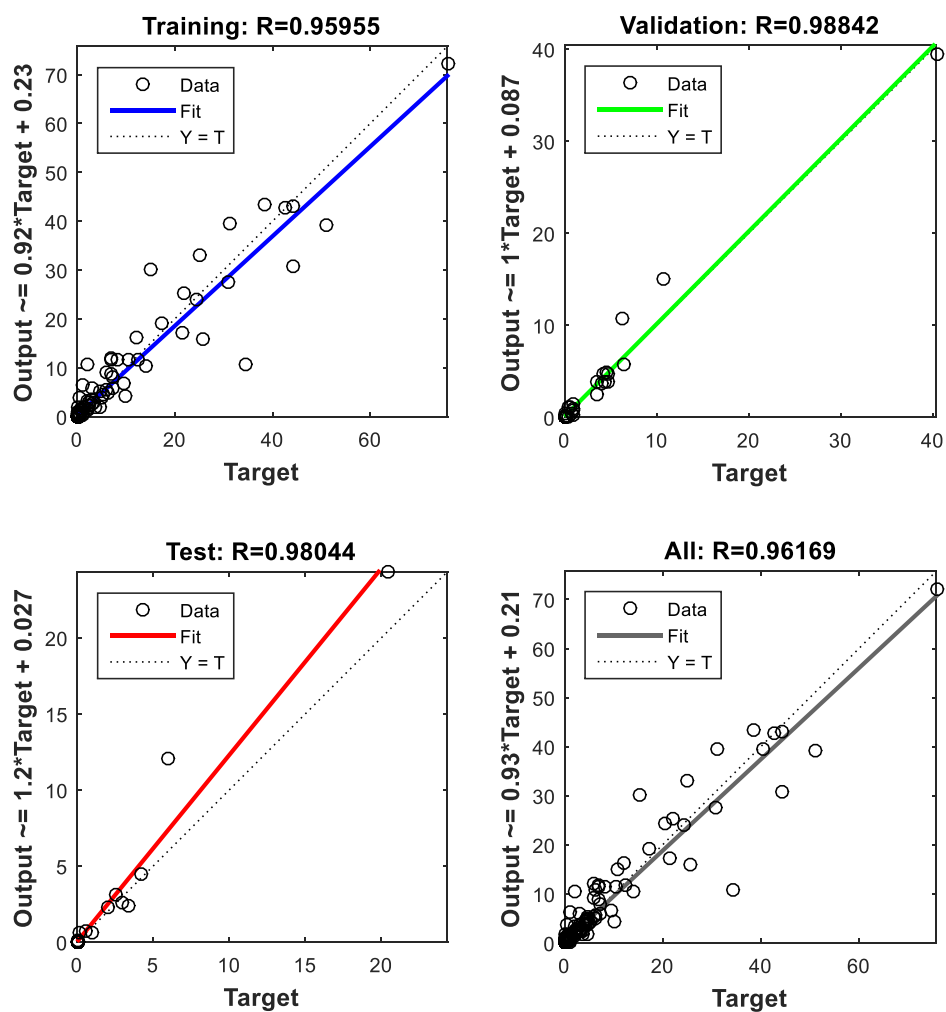 Training: R=0.95955
Output ~= 0.92*Target + 0.23
70
60
50
40
30
20
10
0
Data
Fit
Y = T
0
20
40
60
Target
Validation: R=0.98842
Output ~= 1*Target + 0.087
40
30
20
10
0
Data
Fit
Y = T
0
10
20
30
40
Target
Test: R=0.98044
Output ~= 1.2*Target + 0.027
20
15
10
5
0
Data
Fit
Y = T
0
5
10
15
20
Target
All: R=0.96169
Output ~= 0.93*Target + 0.21
70
60
50
40
30
20
10
0
Data
Fit
Y = T
0
20
40
60
Target